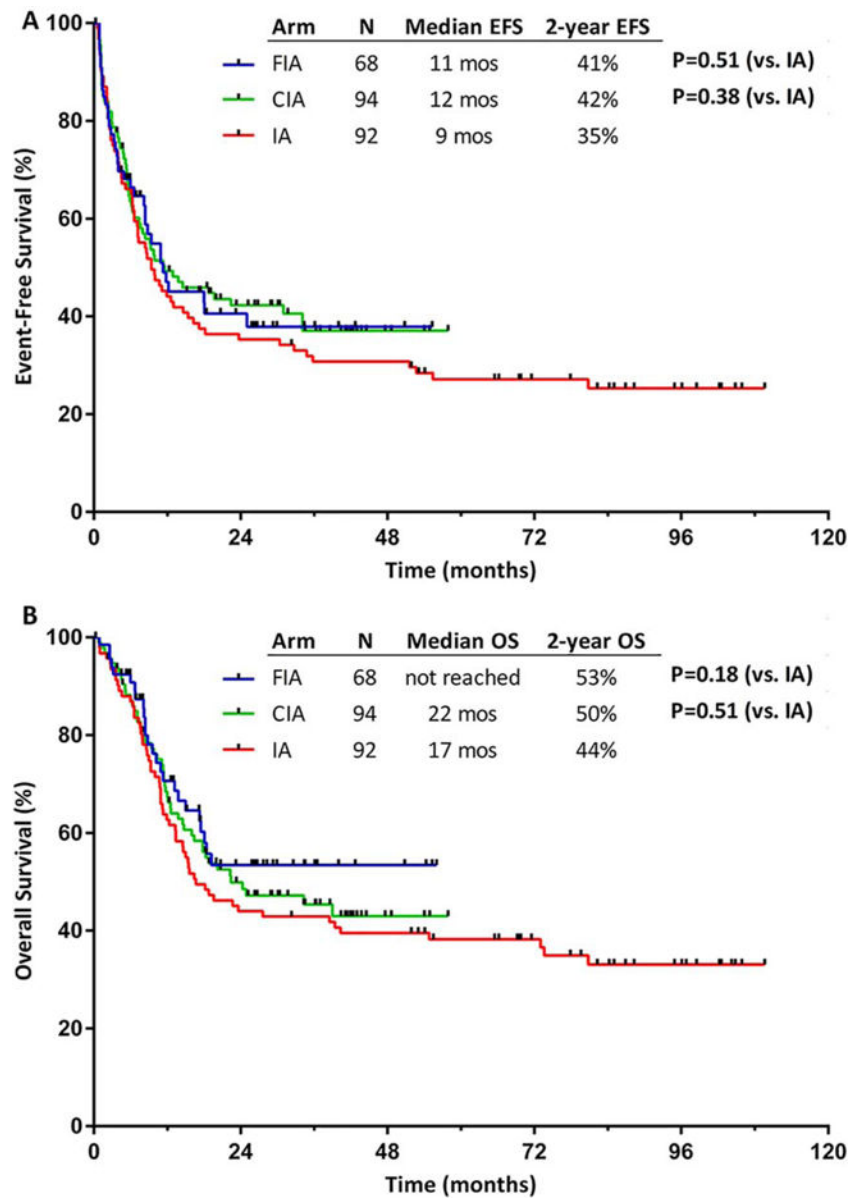 A
Arm N Median EFS 2-year EFS
FIA 68 11 mos 41% P=0.51 (vs. IA)
CIA 94 12 mos 42% P=0.38 (vs. IA)
IA 92 9 mos 35%
Event-Free Survival (%)
100
80
60
40
20
0
0 24 48 72 96 120
Time (months)
B
Arm N Median OS 2-year OS
FIA 68 not reached 53% P=0.18 (vs. IA)
CIA 94 22 mos 50% P=0.51 (vs. IA)
IA 92 17 mos 44%
Overall Survival (%)
100
80
60
40
20
0
0 24 48 72 96 120
Time (months)